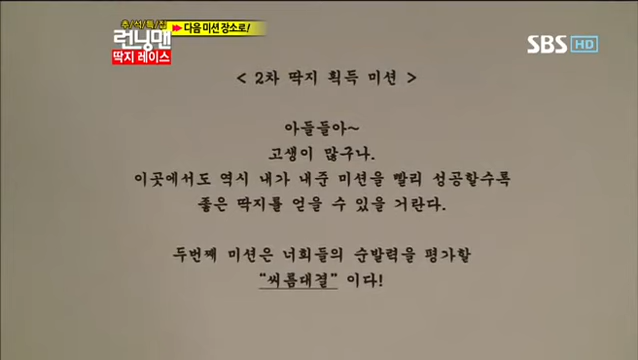 추/석/특/집
런닝맨
딱지 레이스
다음 미션 장소로!
SBS HD
< 2차 딱지 획득 미션 >
아들들아~
고생이 많구나.
이곳에서도 역시 내가 내준 미션을 빨리 성공할수록
좋은 딱지를 얻을 수 있을 거란다.
두번째 미션은 너희들의 순발력을 평가할
“씨름대결” 이다!